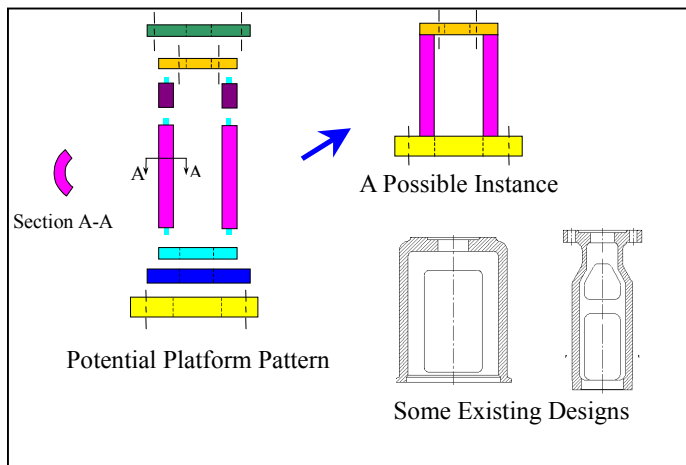 A A
Section A-A
Potential Platform Pattern
A Possible Instance
Some Existing Designs